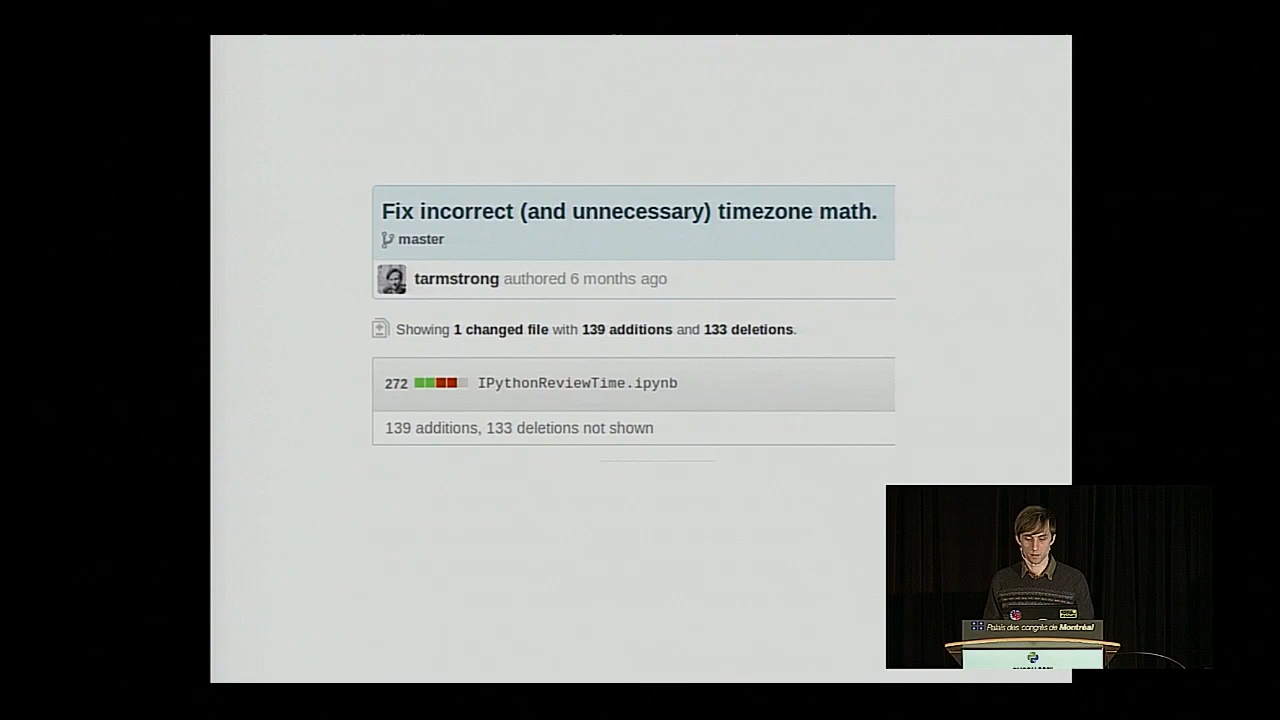 Fix incorrect (and unnecessary) timezone math.
master
tarmstrong authored 6 months ago
Showing 1 changed file with 139 additions and 133 deletions.
272 IPythonReviewTime.ipynb
139 additions, 133 deletions not shown
Palais des congrès de Montréal